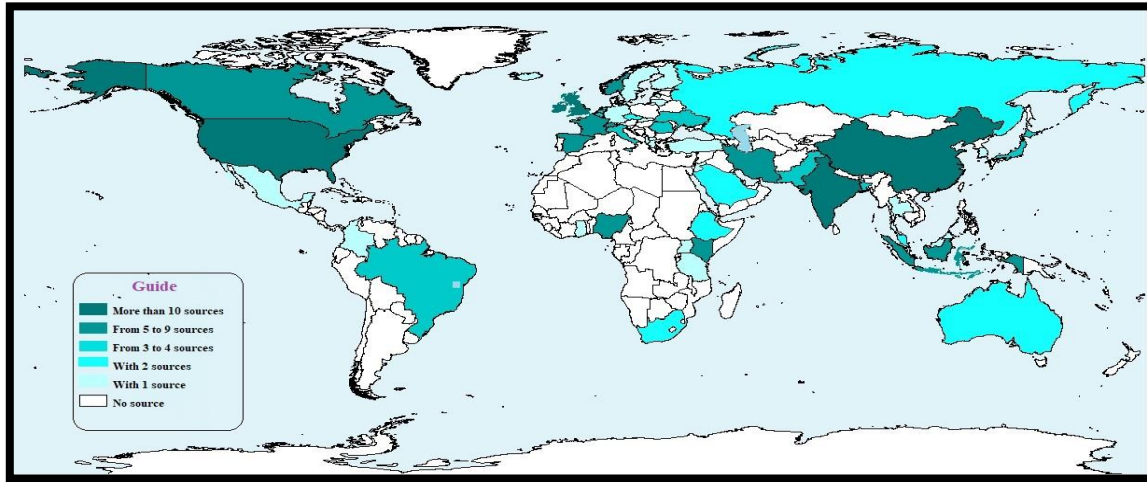 Guide
More than 10 sources
From 5 to 9 sources
From 3 to 4 sources
With 2 sources
With 1 source
No source